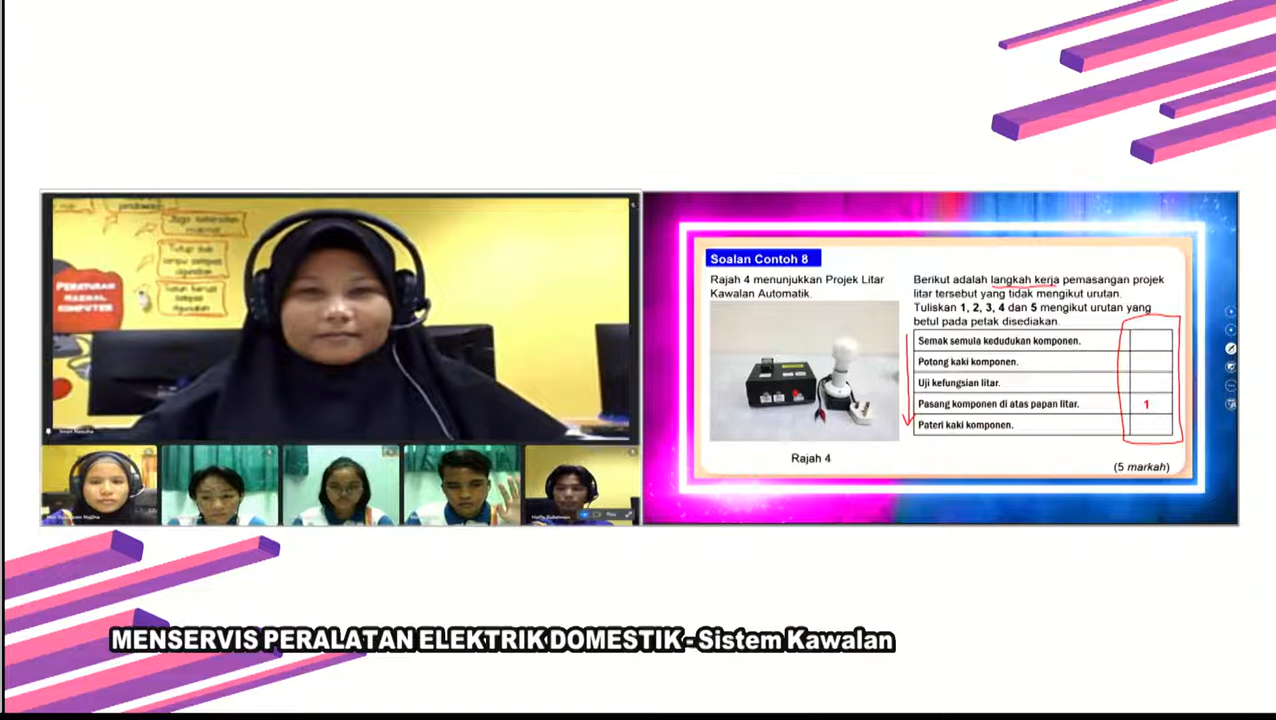 PERATURAN
MAKMAL
KOMPUTER
Iman Nasuha
Soalan Contoh 8
Rajah 4 menunjukkan Projek Litar
Kawalan Automatik.
Rajah 4
Berikut adalah langkah kerja pemasangan projek
litar tersebut yang tidak mengikut urutan.
Tuliskan 1, 2, 3, 4 dan 5 mengikut urutan yang
betul pada petak disediakan.
Semak semula kedudukan komponen.
Potong kaki komponen.
Uji kefungsian litar.
Pasang komponen di atas papan litar. 1
Pateri kaki komponen.
(5 markah)
MENSERVIS PERALATAN ELEKTRIK DOMESTIK - Sistem Kawalan